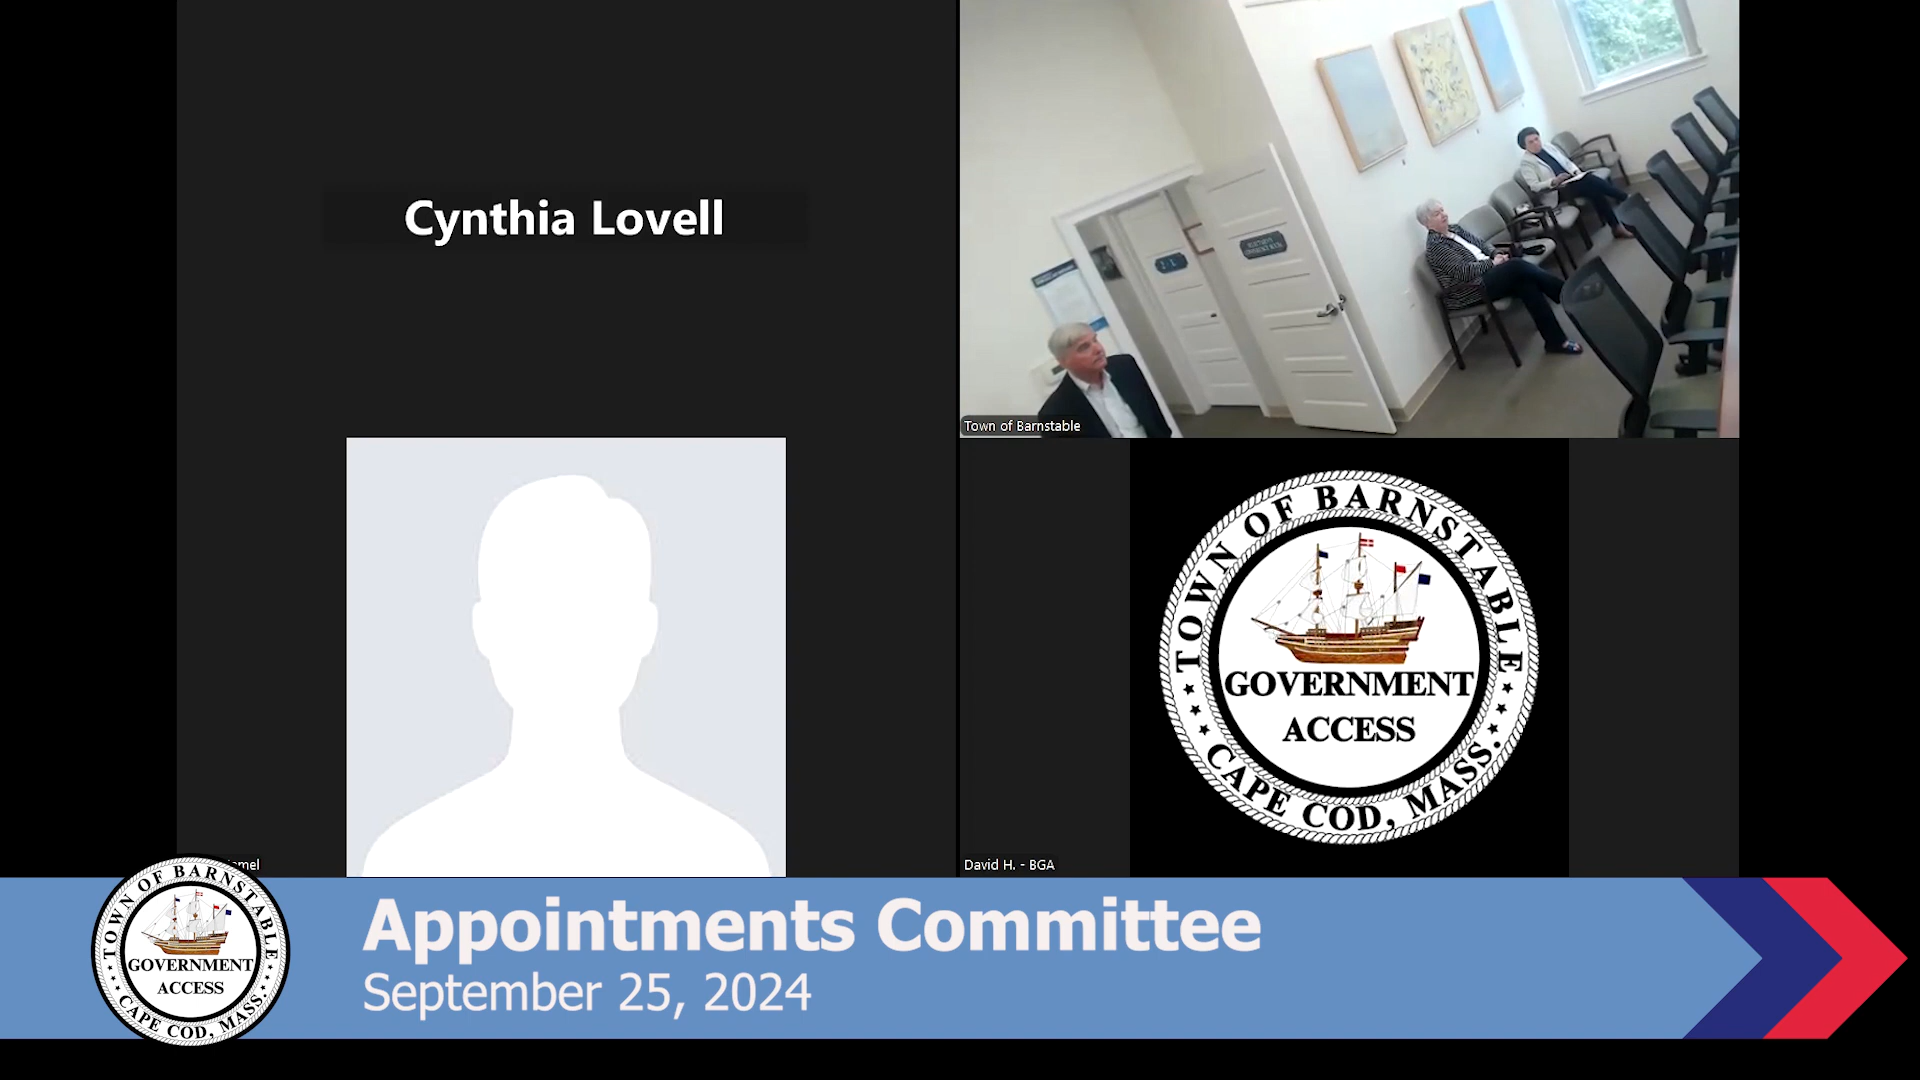 Cynthia Lovell
Town of Barnstable
TOWN OF BARNSTABLE
GOVERNMENT
ACCESS
CAPE COD, MASS.
David H. - BGA
TOWN OF BARNSTABLE
GOVERNMENT
ACCESS
CAPE COD, MASS.
Appointments Committee
September 25, 2024